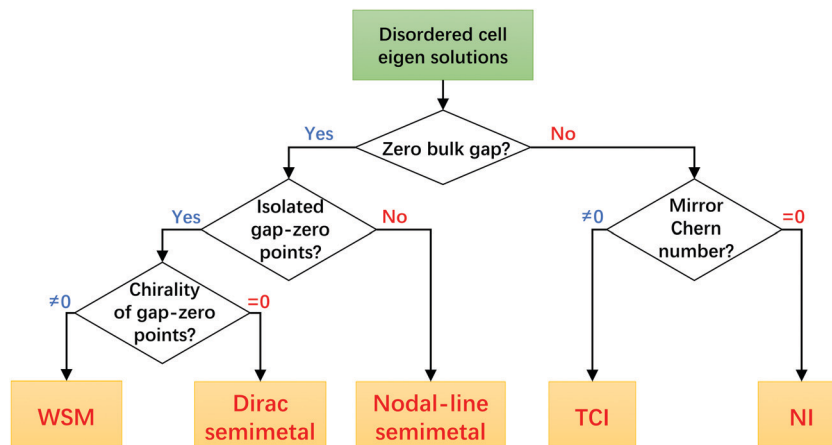 Disordered cell
eigen solutions
Yes
Zero bulk gap?
No
Yes
Isolated
gap-zero
points?
No
≠0
Mirror
Chern
number?
=0
≠0
Chirality
of gap-zero
points?
=0
WSM
Dirac
semimetal
Nodal-line
semimetal
TCI
NI